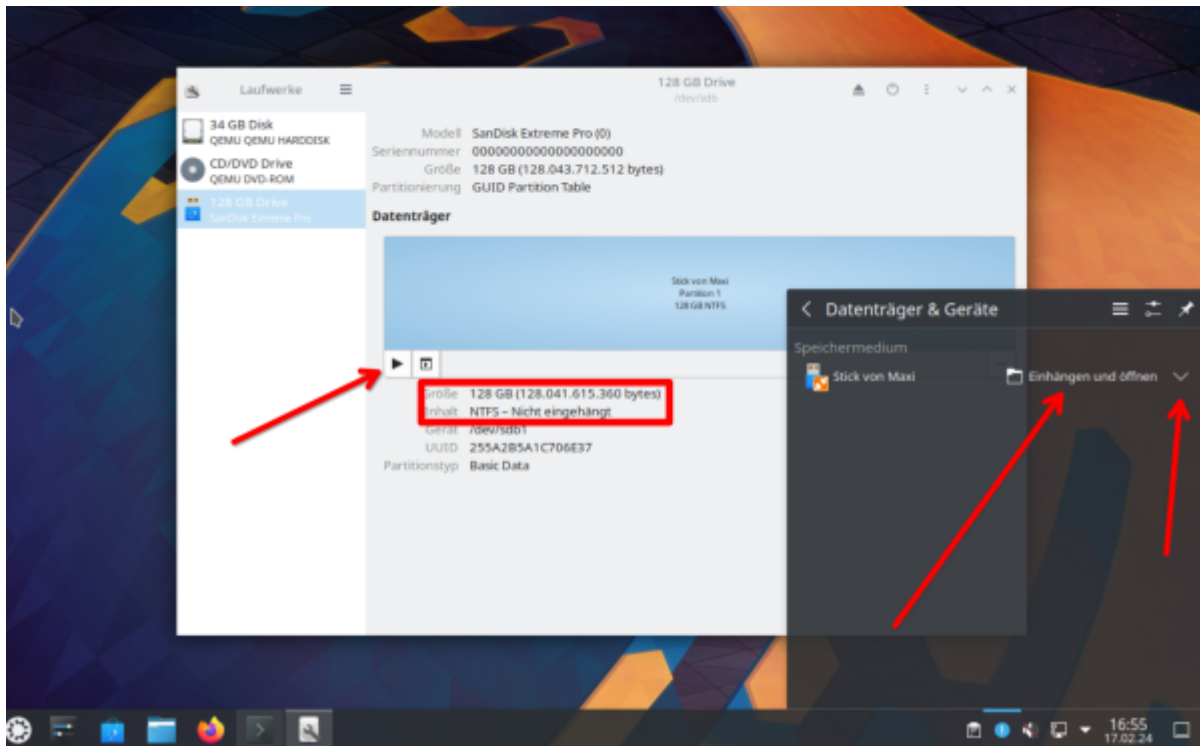 Laufwerke
128 GB Drive
/dev/sdb
34 GB Disk
QEMU QEMU HARDDISK
CD/DVD Drive
QEMU DVD-ROM
128 GB Drive
SanDisk Extreme Pro
Modell SanDisk Extreme Pro (0)
Seriennummer 00000000000000000000
Größe 128 GB (128.043.712.512 bytes)
Partitionierung GUID Partition Table
Datenträger
Stick von Maxi
Partition 1
128 GB NTFS
Größe 128 GB (128.041.615.360 bytes)
Inhalt NTFS – Nicht eingehängt
Gerät /dev/sdb1
UUID 255A2B5A1C706E37
Partitionstyp Basic Data
Datenträger & Geräte
Speichermedium
Stick von Maxi
Einhängen und öffnen
16:55
17.02.24